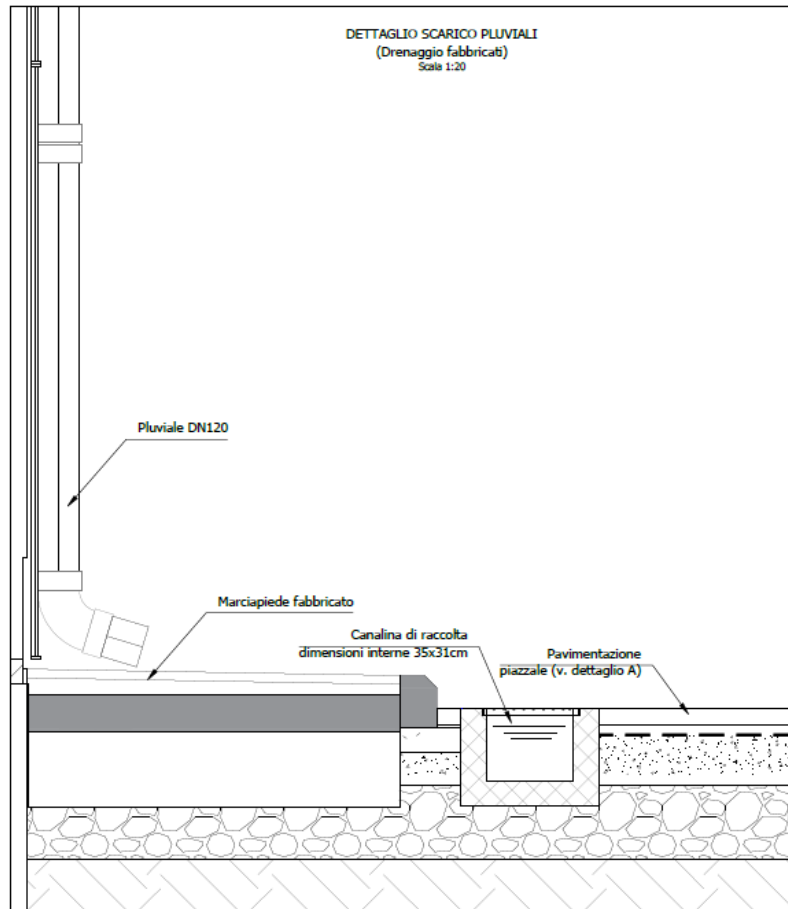 DETTAGLIO SCARICO PLUVIALI
(Drenaggio fabbricati)
Scala 1:20
Pluviale DN120
Marciapiede fabbricato
Canalina di raccolta
dimensioni interne 35x31cm
Pavimentazione
piazzale (v. dettaglio A)